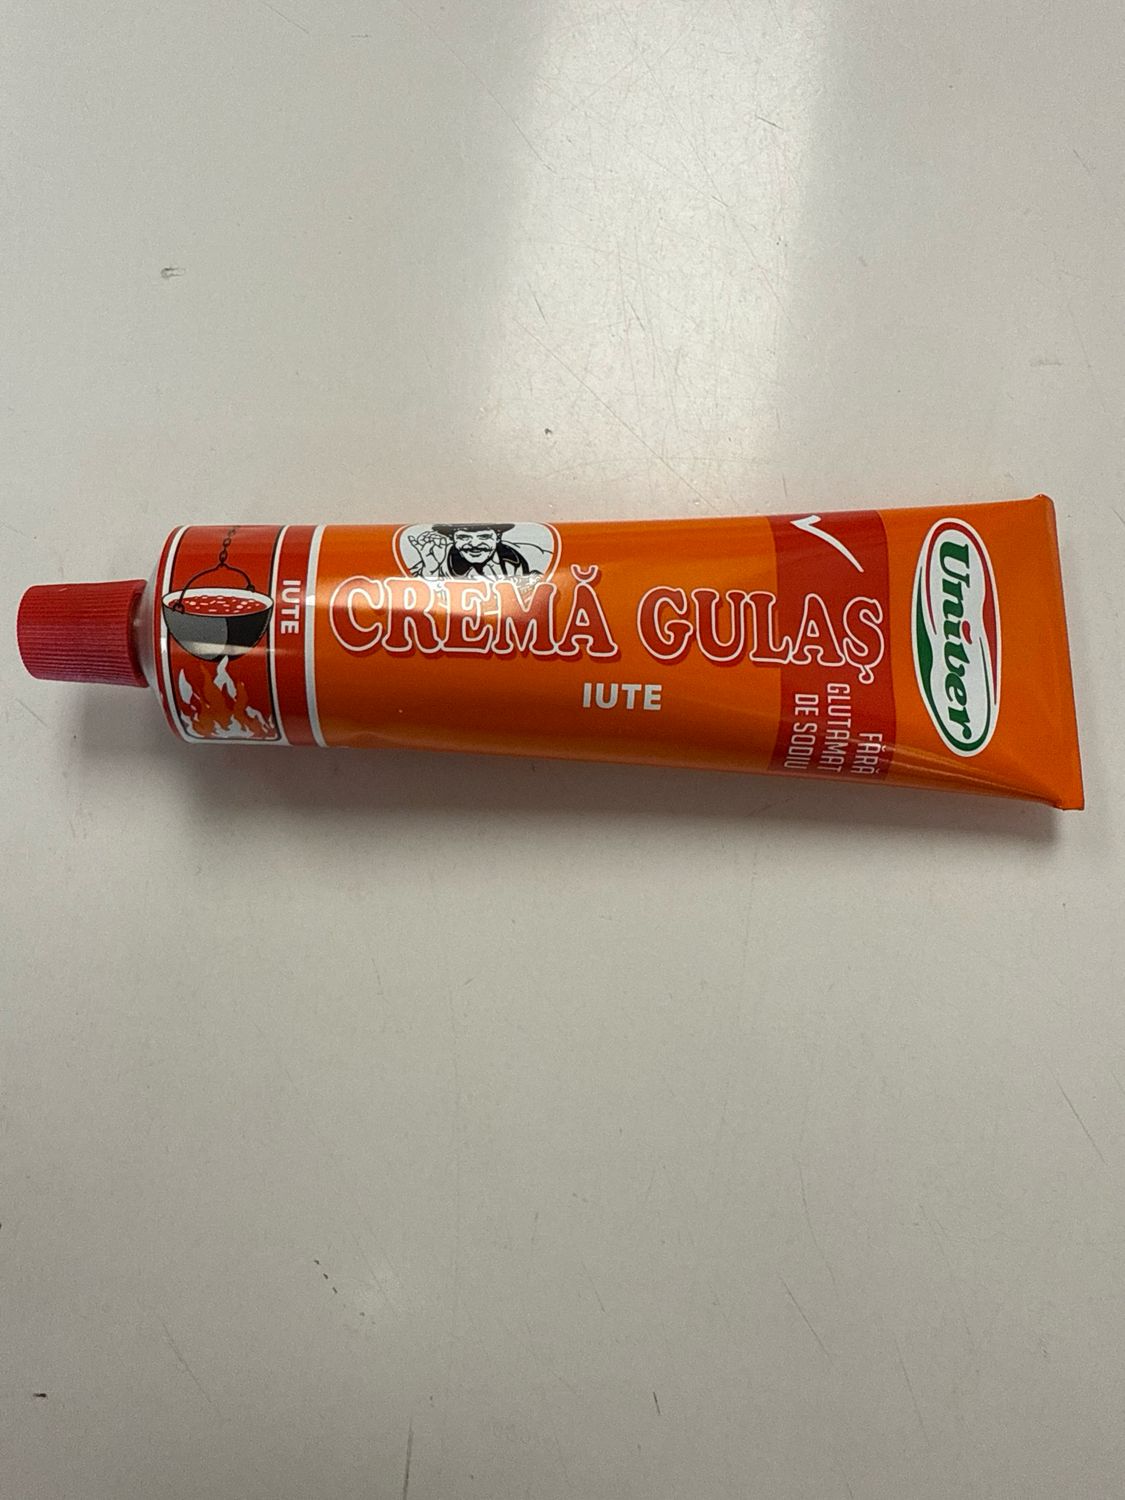 IUTE
CREMĂ GULAŞ
IUTE
FĂRĂ
GLUTAMAT
DE SODIU
Univer